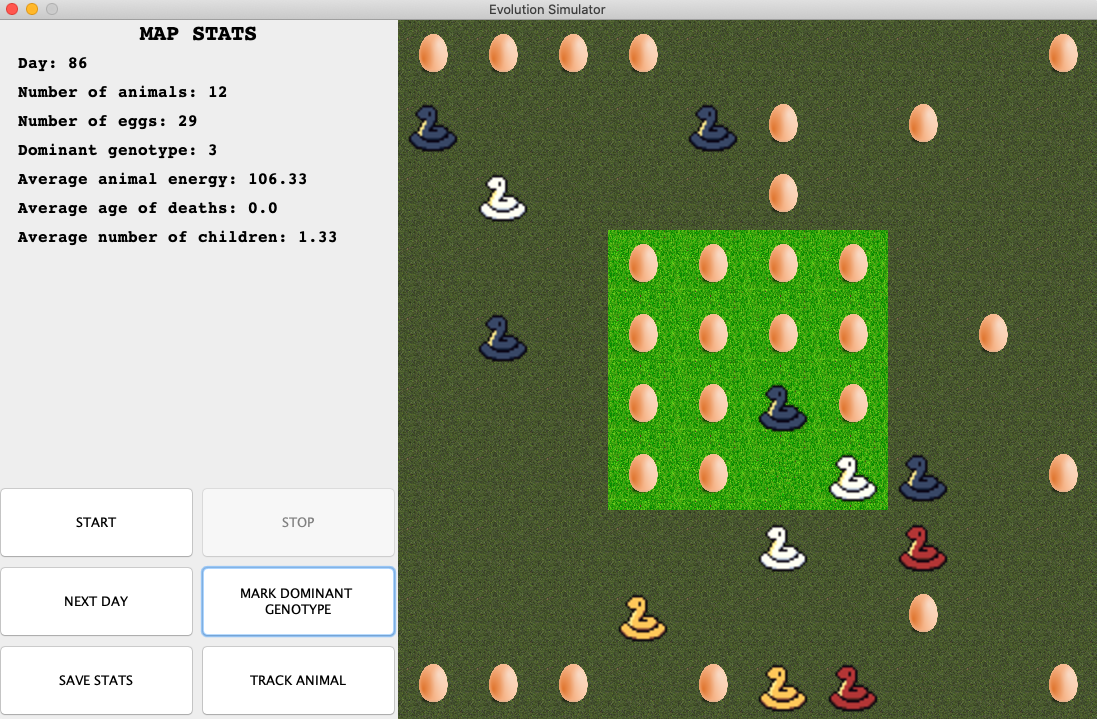 Evolution Simulator
MAP STATS
Day: 86
Number of animals: 12
Number of eggs: 29
Dominant genotype: 3
Average animal energy: 106.33
Average age of deaths: 0.0
Average number of children: 1.33
START
STOP
NEXT DAY
MARK DOMINANT
GENOTYPE
SAVE STATS
TRACK ANIMAL